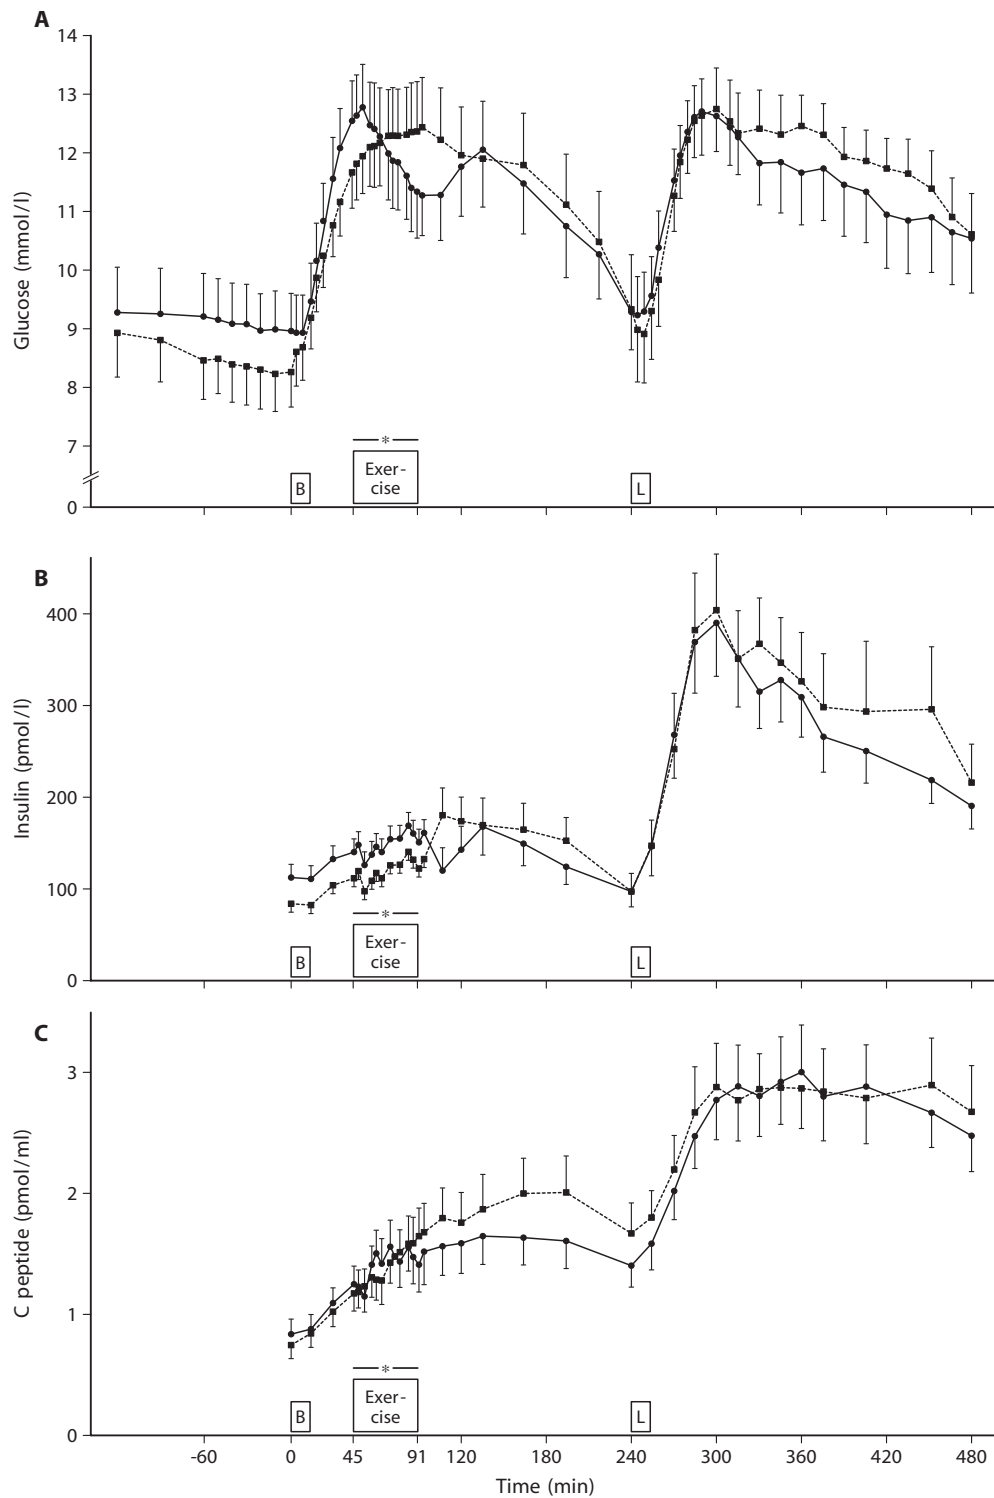 A
14
13
12
11
10
9
8
7
0
Glucose (mmol/l)
*
B
Exer-
cise
L
B
400
300
200
100
0
Insulin (pmol/l)
*
B
Exer-
cise
L
C
3
2
1
0
C peptide (pmol/ml)
*
B
Exer-
cise
L
-60 0 45 91 120 180 240 300 360 420 480
Time (min)